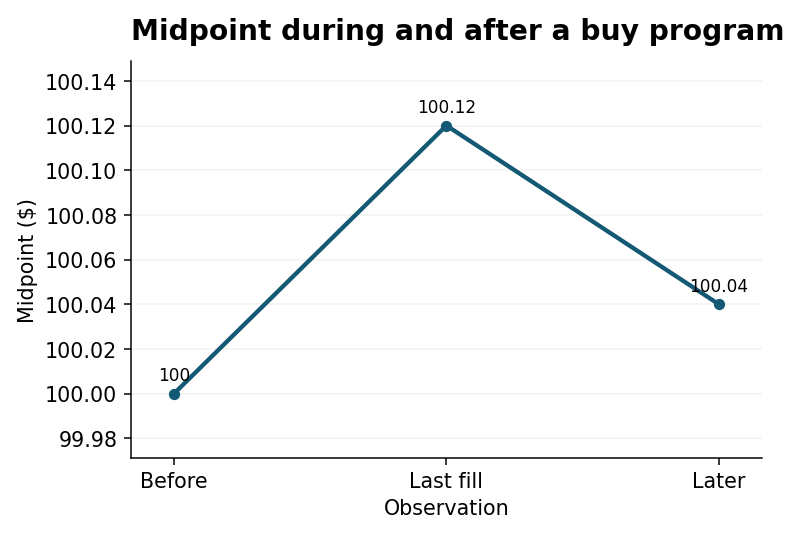 Midpoint during and after a buy program
100.14
100.12
100.10
100.08
100.06
100.04
100.02
100.00
99.98
Midpoint ($)
100
100.12
100.04
Before
Last fill
Later
Observation